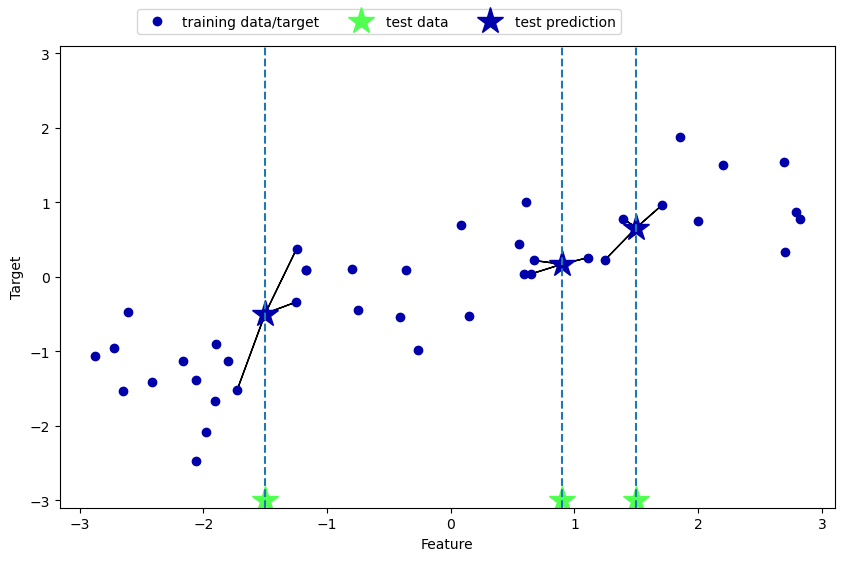 training data/target test data test prediction
3
2
1
0
−1
−2
−3
Target
−3 −2 −1 0 1 2 3
Feature